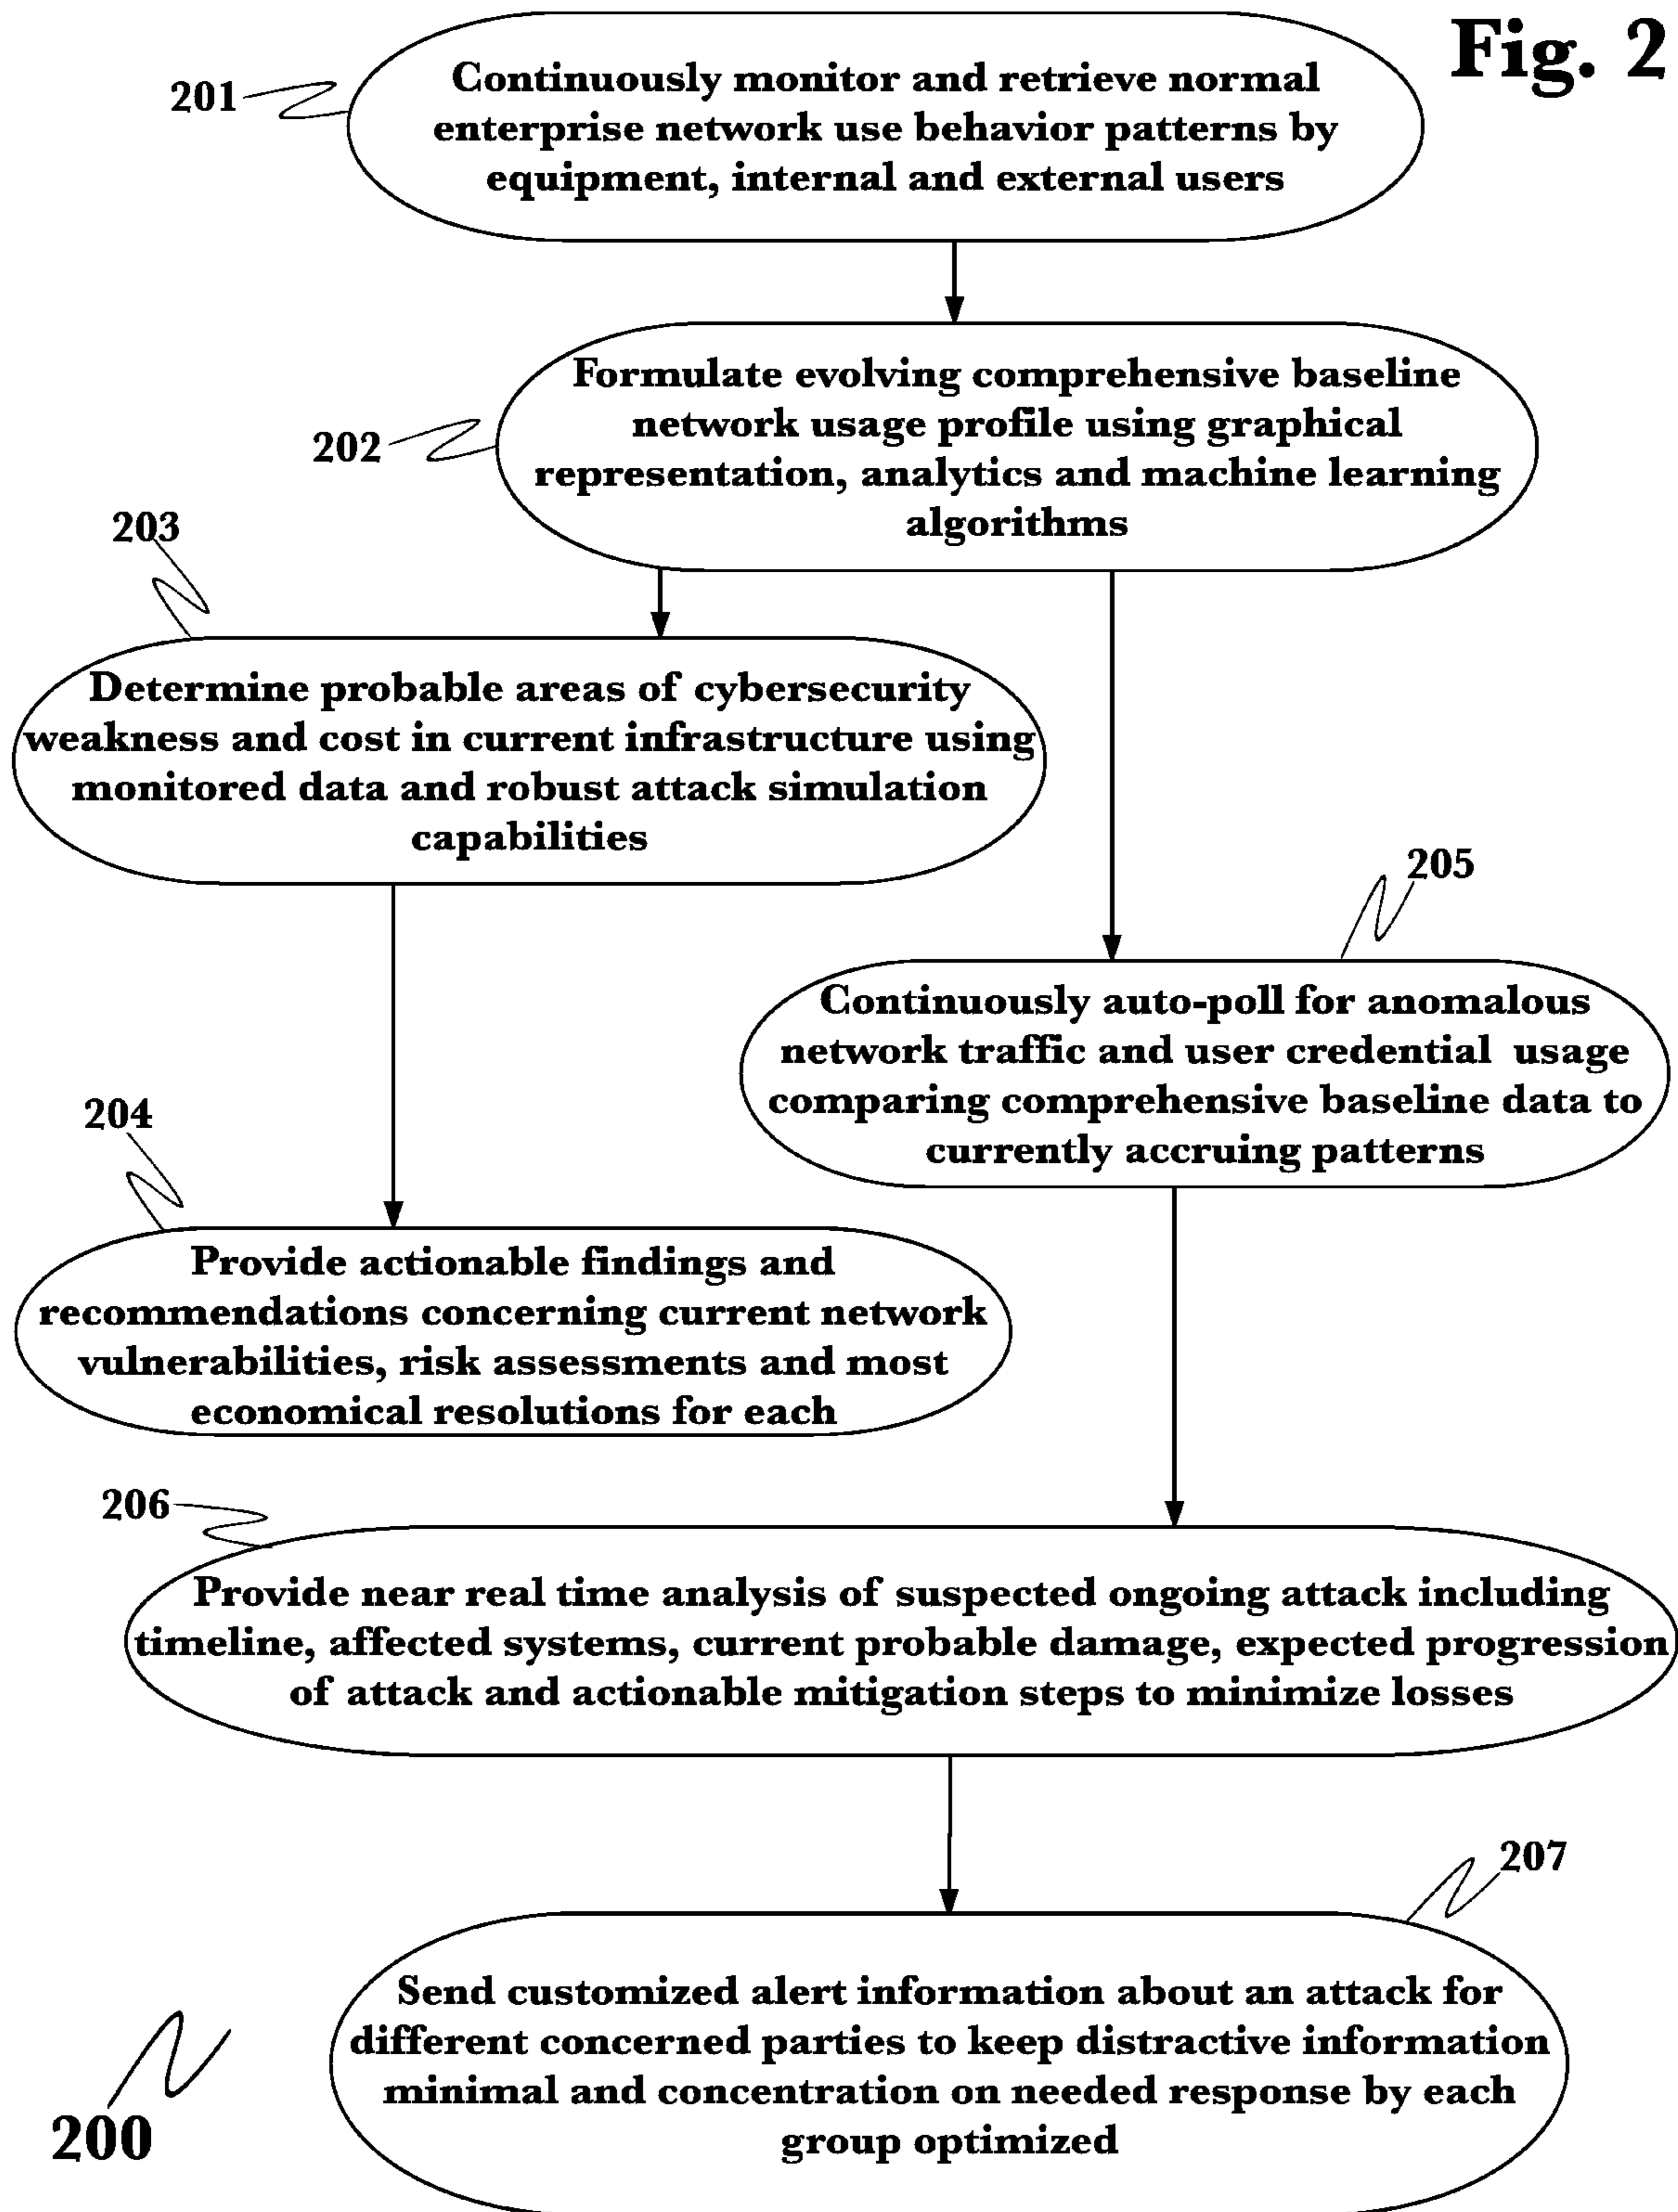 Fig. 2
201
Continuously monitor and retrieve normal
enterprise network use behavior patterns by
equipment, internal and external users
202
Formulate evolving comprehensive baseline
network usage profile using graphical
representation, analytics and machine learning
algorithms
203
Determine probable areas of cybersecurity
weakness and cost in current infrastructure using
monitored data and robust attack simulation
capabilities
205
Continuously auto-poll for anomalous
network traffic and user credential usage
comparing comprehensive baseline data to
currently accruing patterns
204
Provide actionable findings and
recommendations concerning current network
vulnerabilities, risk assessments and most
economical resolutions for each
206
Provide near real time analysis of suspected ongoing attack including
timeline, affected systems, current probable damage, expected progression
of attack and actionable mitigation steps to minimize losses
207
Send customized alert information about an attack for
different concerned parties to keep distractive information
minimal and concentration on needed response by each
group optimized
200